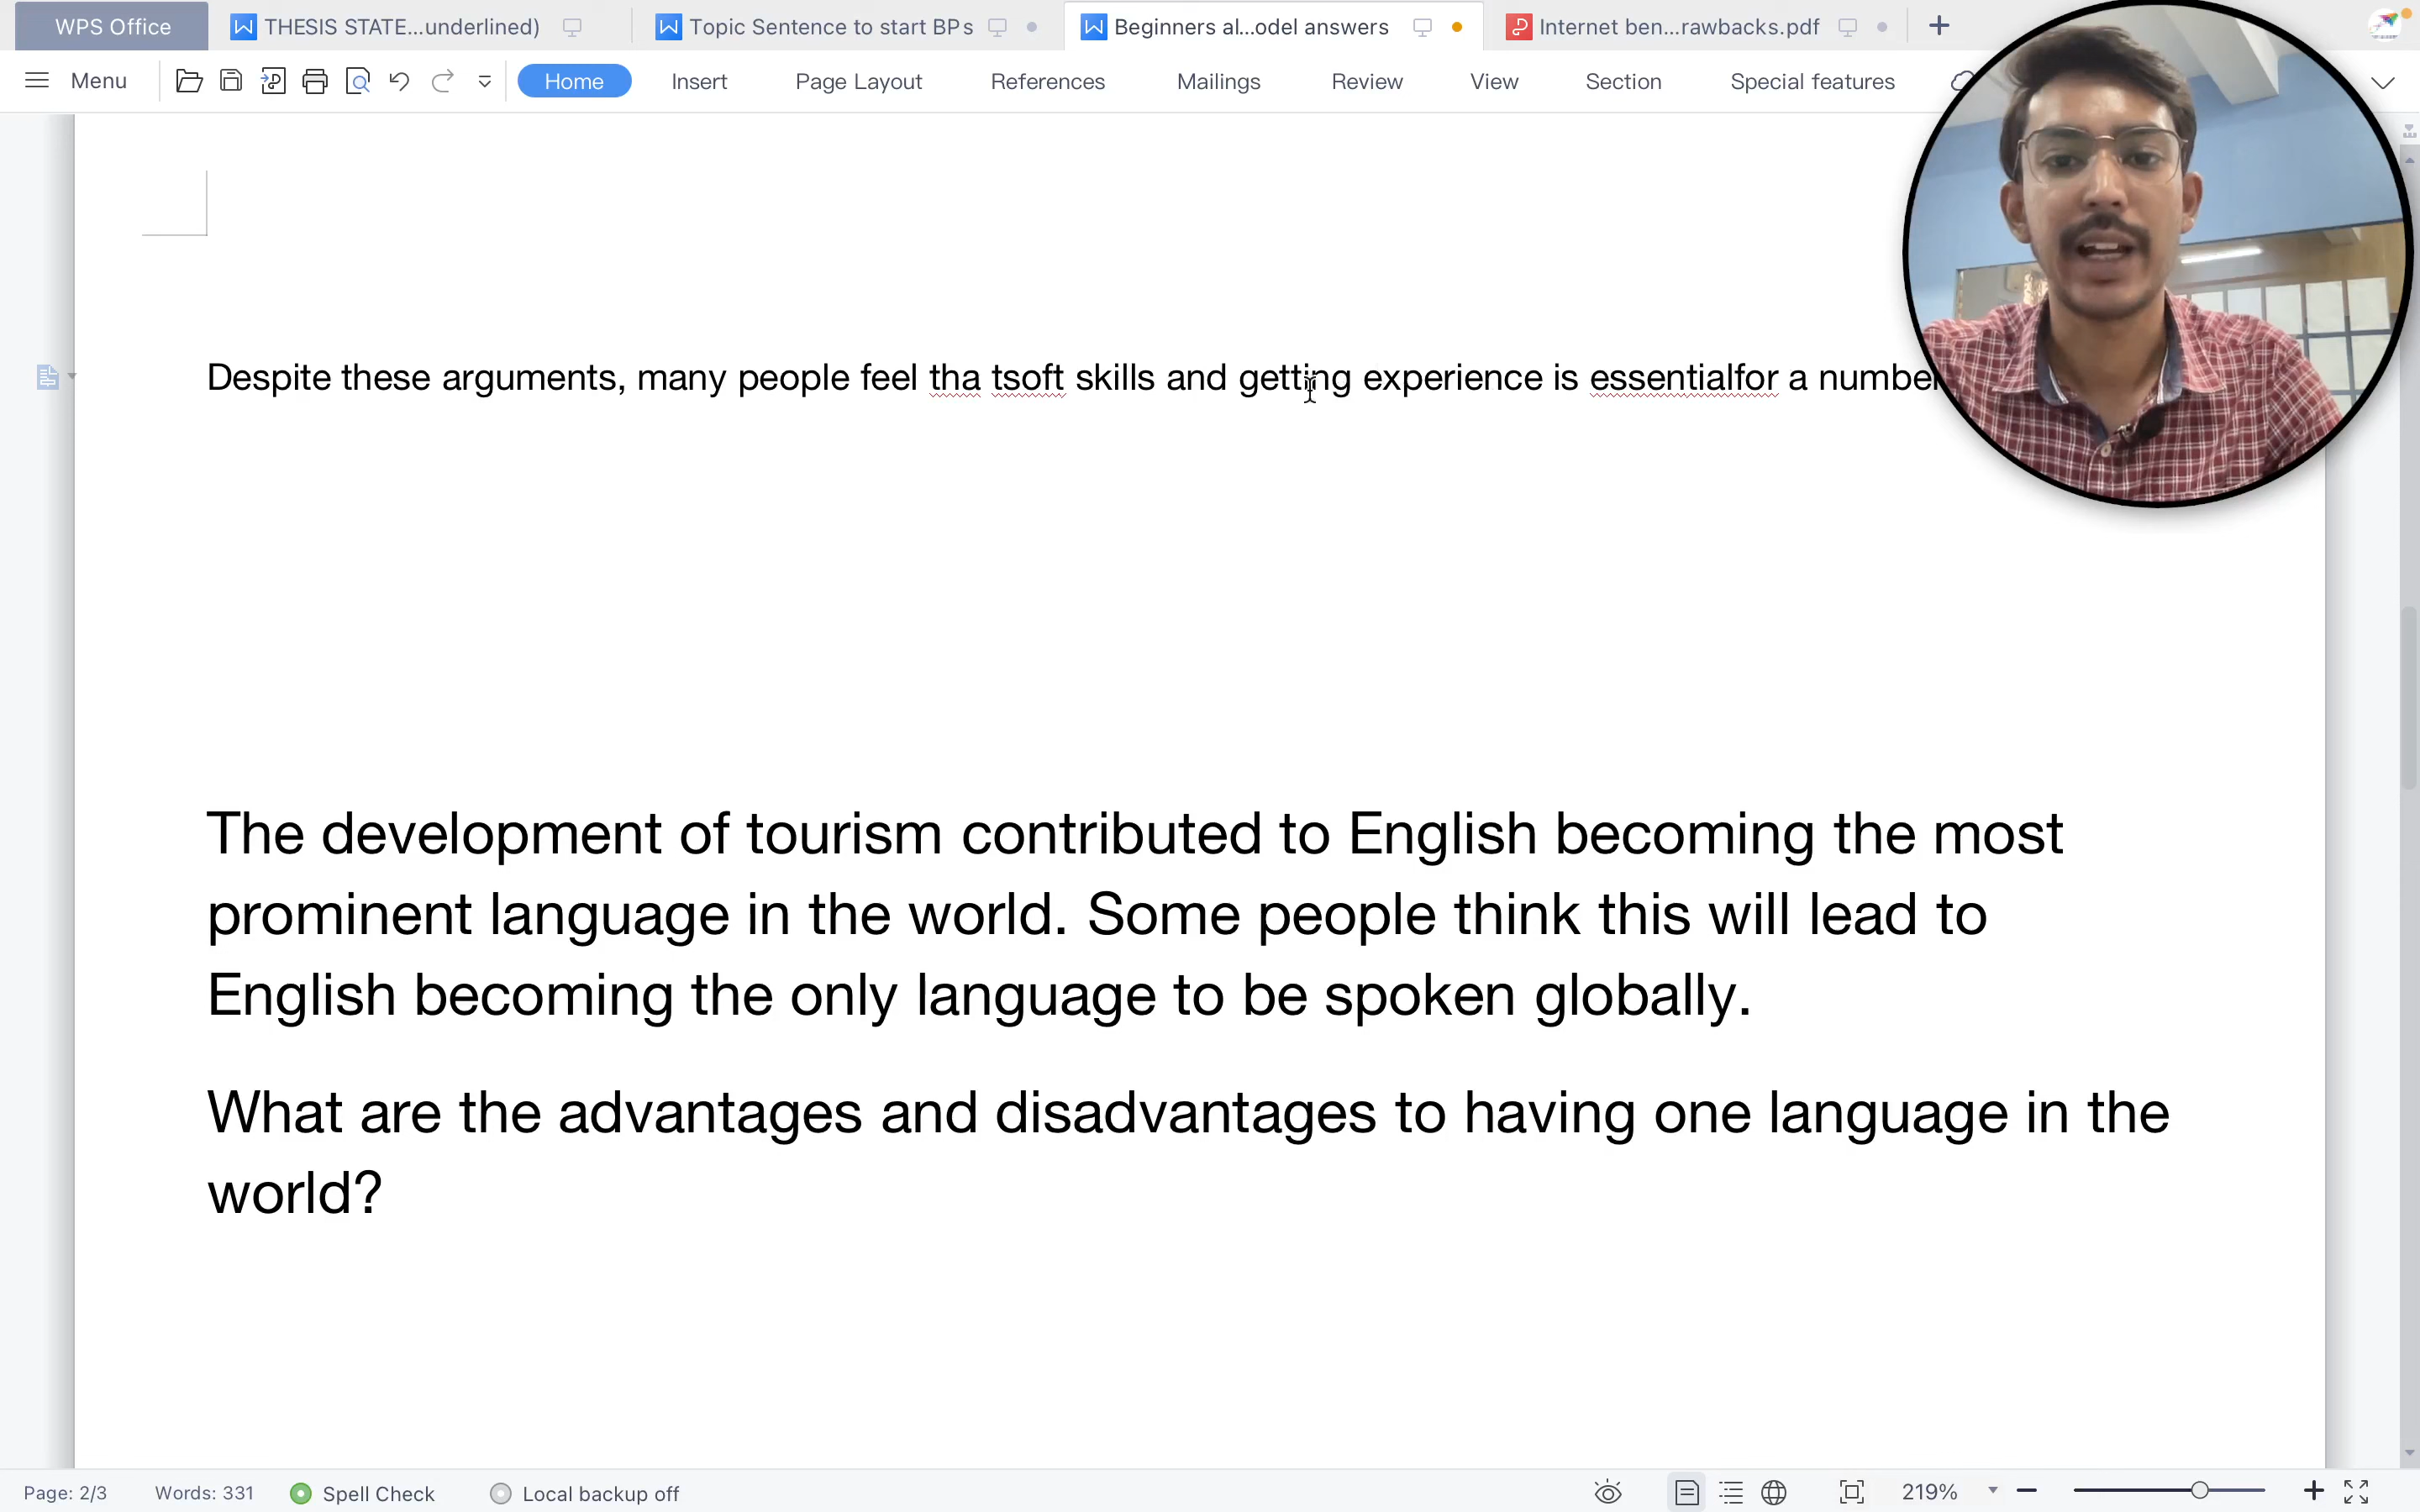 WPS Office THESIS STATE...underlined) Topic Sentence to start BPs Beginners al...odel answers Internet ben...rawbacks.pdf
Menu Home Insert Page Layout References Mailings Review View Section Special features
Despite these arguments, many people feel tha tsoft skills and getting experience is essentialfor a number
The development of tourism contributed to English becoming the most
prominent language in the world. Some people think this will lead to
English becoming the only language to be spoken globally.
What are the advantages and disadvantages to having one language in the
world?
Page: 2/3 Words: 331 Spell Check Local backup off 219%